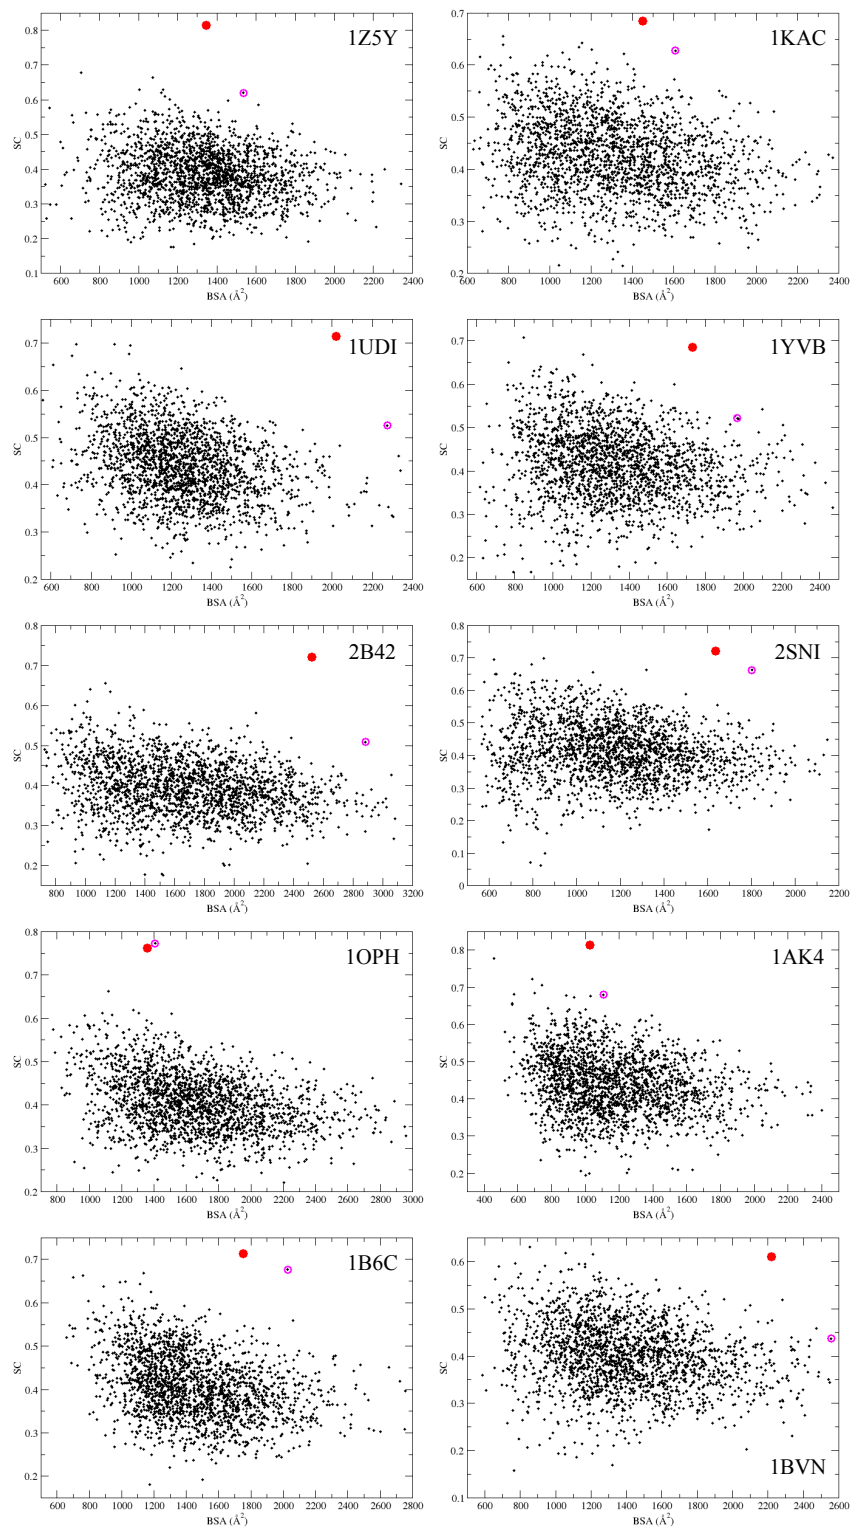 1Z5Y
SC
0.8
0.7
0.6
0.5
0.4
0.3
0.2
0.1
600 800 1000 1200 1400 1600 1800 2000 2200 2400
BSA (Å²)
1KAC
SC
0.7
0.6
0.5
0.4
0.3
0.2
600 800 1000 1200 1400 1600 1800 2000 2200 2400
BSA (Å²)
1UDI
SC
0.7
0.6
0.5
0.4
0.3
0.2
600 800 1000 1200 1400 1600 1800 2000 2200 2400
BSA (Å²)
1YVB
SC
0.7
0.6
0.5
0.4
0.3
0.2
600 800 1000 1200 1400 1600 1800 2000 2200 2400
BSA (Å²)
2B42
SC
0.8
0.7
0.6
0.5
0.4
0.3
0.2
800 1000 1200 1400 1600 1800 2000 2200 2400 2600 2800 3000 3200
BSA (Å²)
2SNI
SC
0.8
0.7
0.6
0.5
0.4
0.3
0.2
0.1
0
600 800 1000 1200 1400 1600 1800 2000 2200
BSA (Å²)
1OPH
SC
0.8
0.7
0.6
0.5
0.4
0.3
0.2
800 1000 1200 1400 1600 1800 2000 2200 2400 2600 2800 3000
BSA (Å²)
1AK4
SC
0.8
0.7
0.6
0.5
0.4
0.3
0.2
400 600 800 1000 1200 1400 1600 1800 2000 2200 2400
BSA (Å²)
1B6C
SC
0.7
0.6
0.5
0.4
0.3
0.2
600 800 1000 1200 1400 1600 1800 2000 2200 2400 2600 2800
BSA (Å²)
SC
0.6
0.5
0.4
0.3
0.2
0.1
1BVN
400 600 800 1000 1200 1400 1600 1800 2000 2200 2400 2600
BSA (Å²)